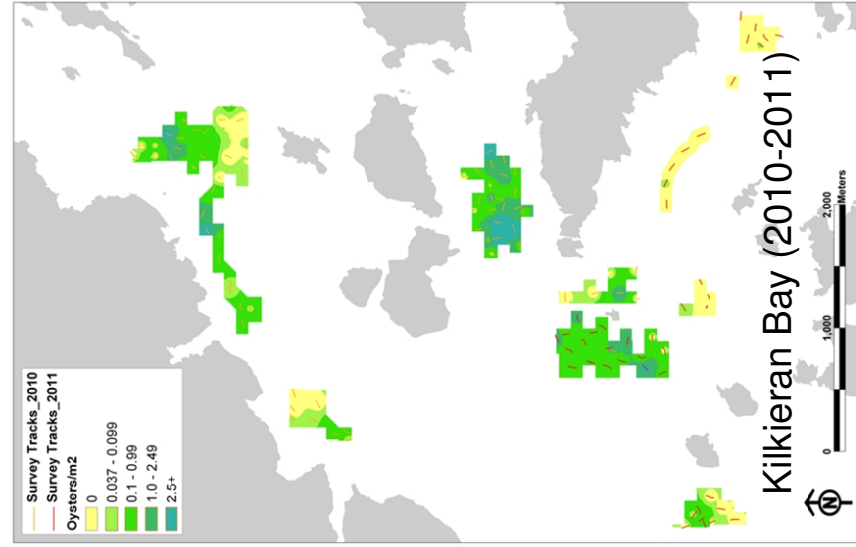 Survey Tracks_2010
Survey Tracks_2011
Oysters/m2
0
0.037 - 0.099
0.1 - 0.99
1.0 - 2.49
2.5+
Kilkieran Bay (2010-2011)
N
0 1,000 2,000
Meters